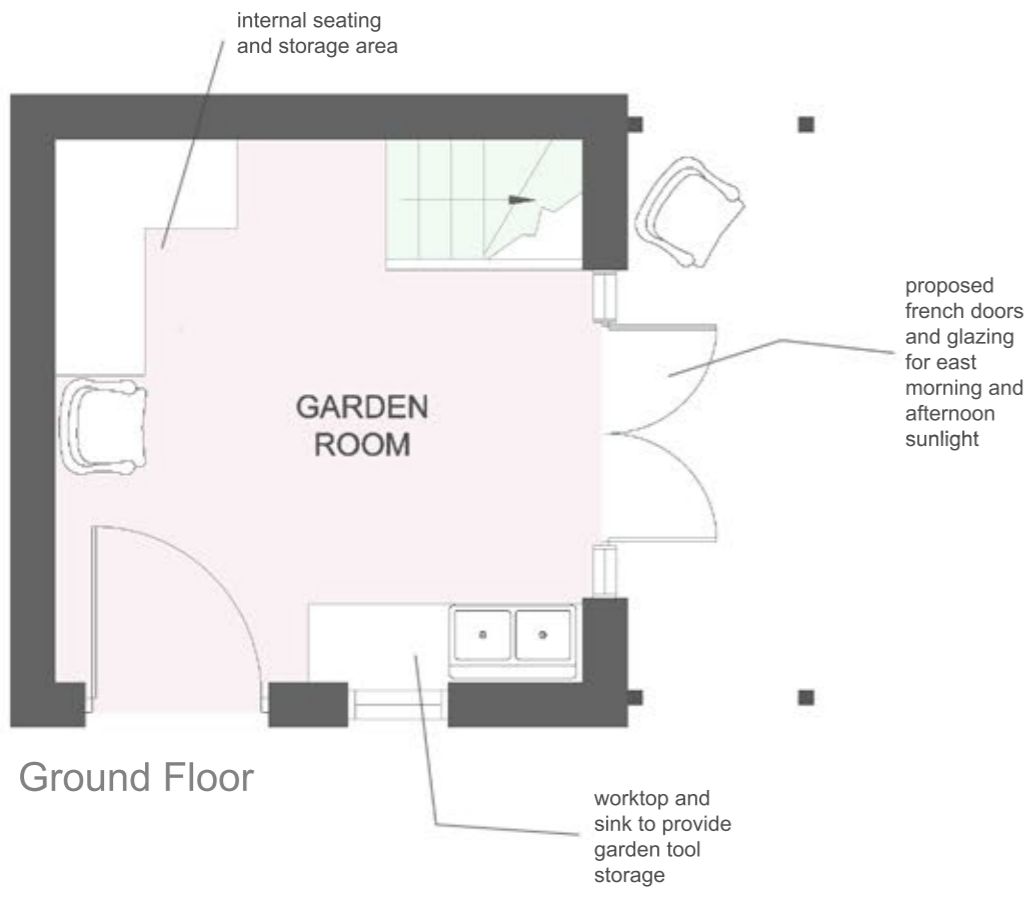 internal seating
and storage area
proposed
french doors
and glazing
for east
morning and
afternoon
sunlight
GARDEN
ROOM
Ground Floor
worktop and
sink to provide
garden tool
storage